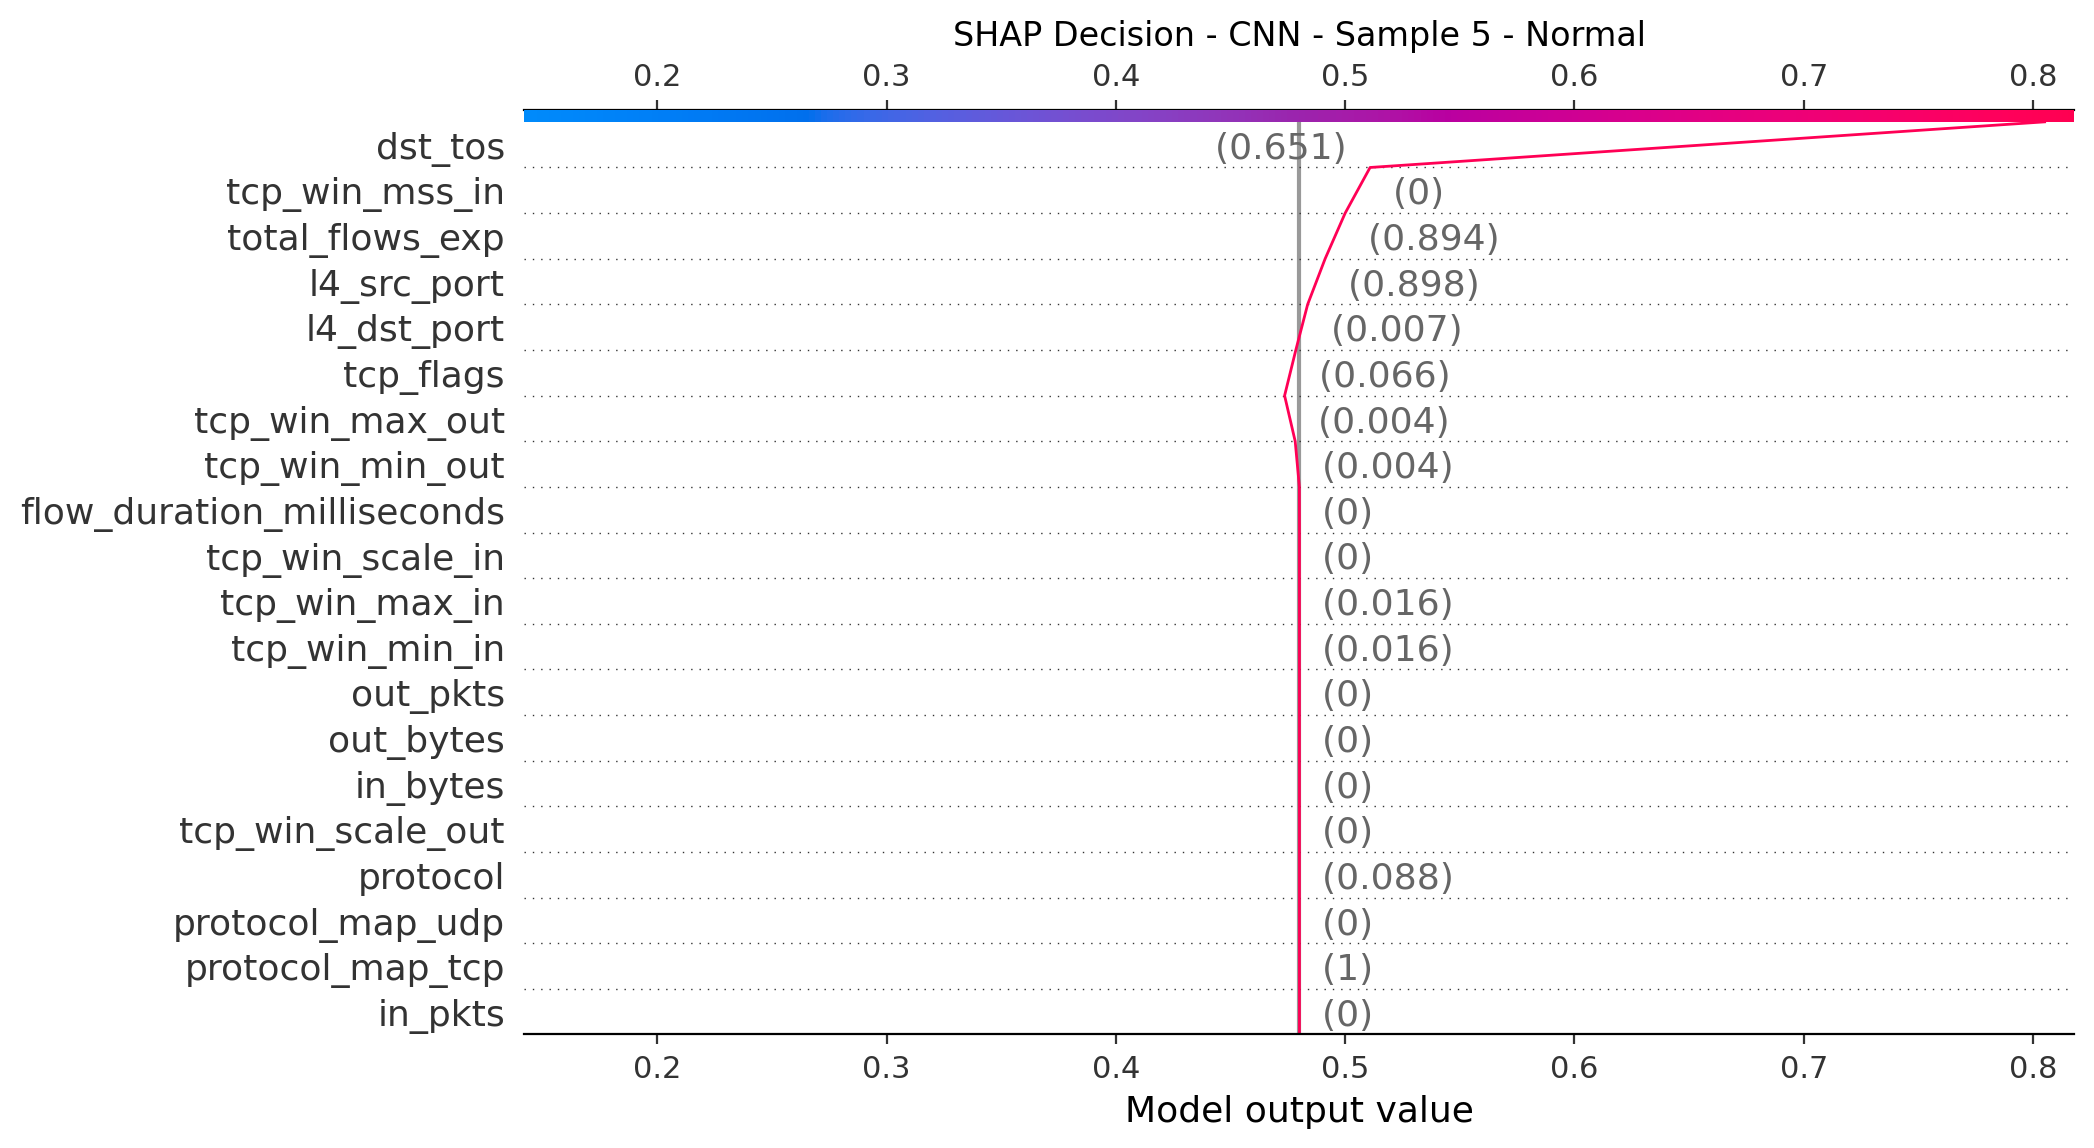 SHAP Decision - CNN - Sample 5 - Normal
0.2 0.3 0.4 0.5 0.6 0.7 0.8
dst_tos (0.651)
tcp_win_mss_in (0)
total_flows_exp (0.894)
l4_src_port (0.898)
l4_dst_port (0.007)
tcp_flags (0.066)
tcp_win_max_out (0.004)
tcp_win_min_out (0.004)
flow_duration_milliseconds (0)
tcp_win_scale_in (0)
tcp_win_max_in (0.016)
tcp_win_min_in (0.016)
out_pkts (0)
out_bytes (0)
in_bytes (0)
tcp_win_scale_out (0)
protocol (0.088)
protocol_map_udp (0)
protocol_map_tcp (1)
in_pkts (0)
0.2 0.3 0.4 0.5 0.6 0.7 0.8
Model output value